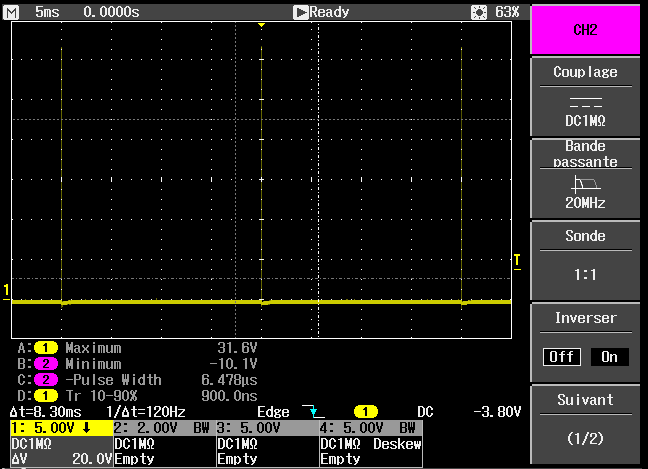 M 5ms 0.0000s Ready 63%
CH2
Couplage
DC1MΩ
Bande passante
20MHz
Sonde
1:1
Inverser
Off On
Suivant
(1/2)
T
1
A: 1 Maximum 31.6V
B: 2 Minimum -10.1V
C: 2 -Pulse Width 6.478µs
D: 1 Tr 10-90% 900.0ns
Δt=8.30ms 1/Δt=120Hz Edge 1 DC -3.80V
1: 5.00V 2: 2.00V BW 3: 5.00V 4: 5.00V BW
DC1MΩ DC1MΩ DC1MΩ DC1MΩ Deskew
ΔV 20.0V Empty Empty Empty